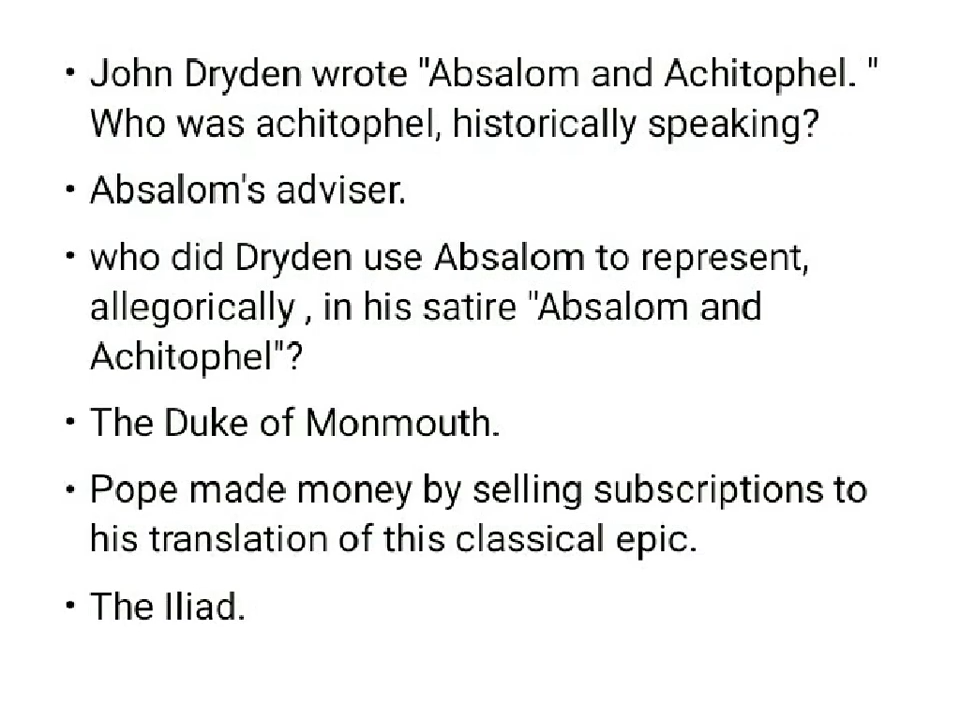 • John Dryden wrote "Absalom and Achitophel. "
Who was achitophel, historically speaking?
• Absalom's adviser.
• who did Dryden use Absalom to represent,
allegorically , in his satire "Absalom and
Achitophel"?
• The Duke of Monmouth.
• Pope made money by selling subscriptions to
his translation of this classical epic.
• The Iliad.